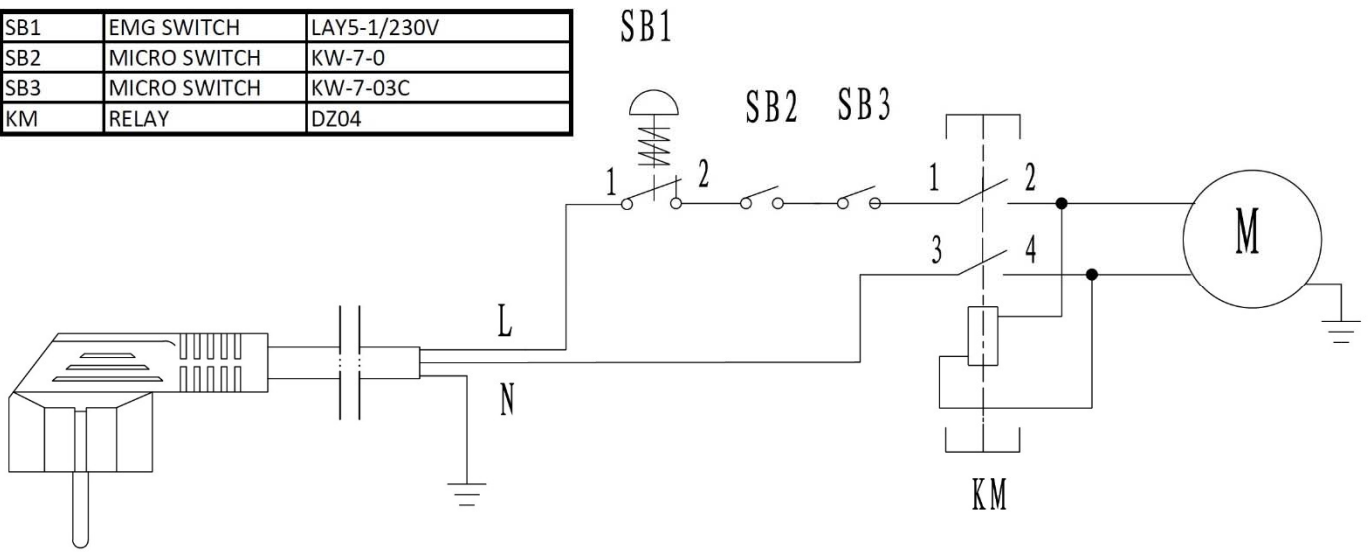 SB1 EMG SWITCH LAY5-1/230V
SB2 MICRO SWITCH KW-7-0
SB3 MICRO SWITCH KW-7-03C
KM RELAY DZ04
SB1
SB2 SB3
1 2 1 2
M
3 4
L
N
KM